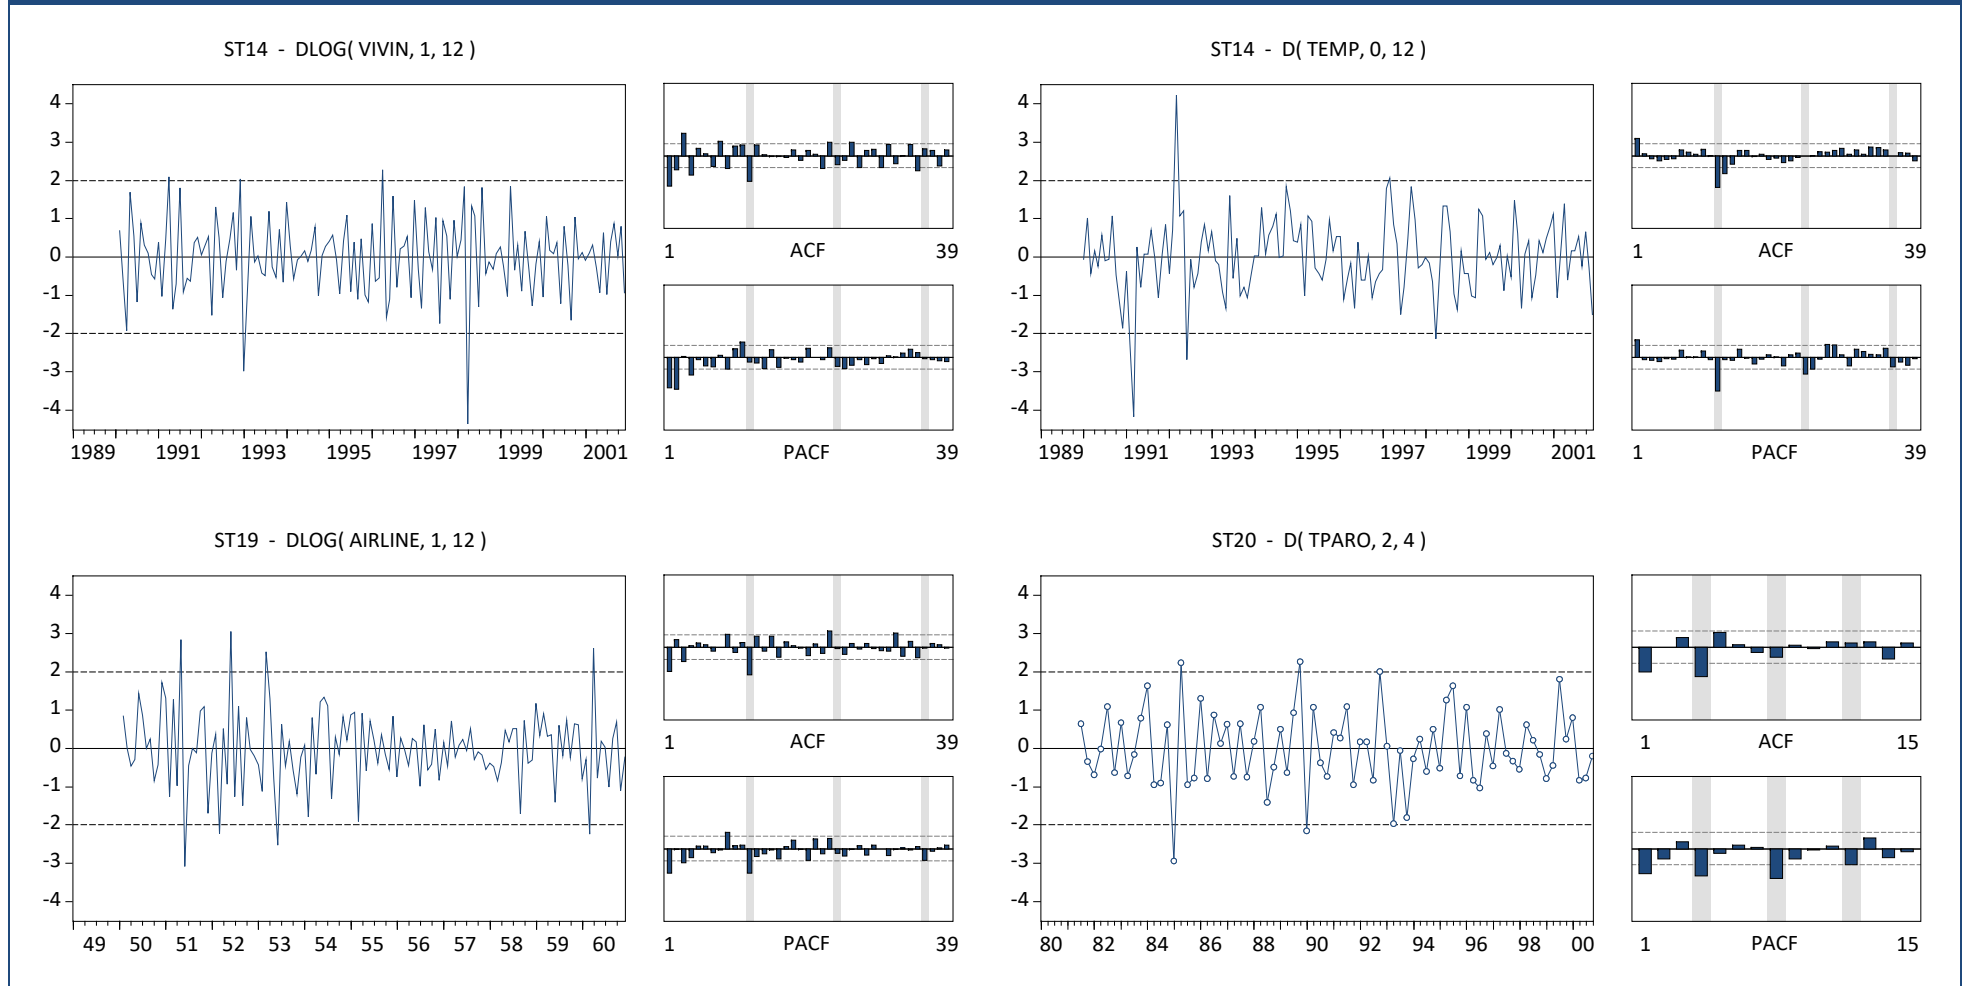 ST14 - DLOG( VIVIN, 1, 12 )
4
3
2
1
0
-1
-2
-3
-4
1989 1991 1993 1995 1997 1999 2001
1 ACF 39
1 PACF 39
ST14 - D( TEMP, 0, 12 )
4
3
2
1
0
-1
-2
-3
-4
1989 1991 1993 1995 1997 1999 2001
1 ACF 39
1 PACF 39
ST19 - DLOG( AIRLINE, 1, 12 )
4
3
2
1
0
-1
-2
-3
-4
49 50 51 52 53 54 55 56 57 58 59 60
1 ACF 39
1 PACF 39
ST20 - D( TPARO, 2, 4 )
4
3
2
1
0
-1
-2
-3
-4
80 82 84 86 88 90 92 94 96 98 00
1 ACF 15
1 PACF 15